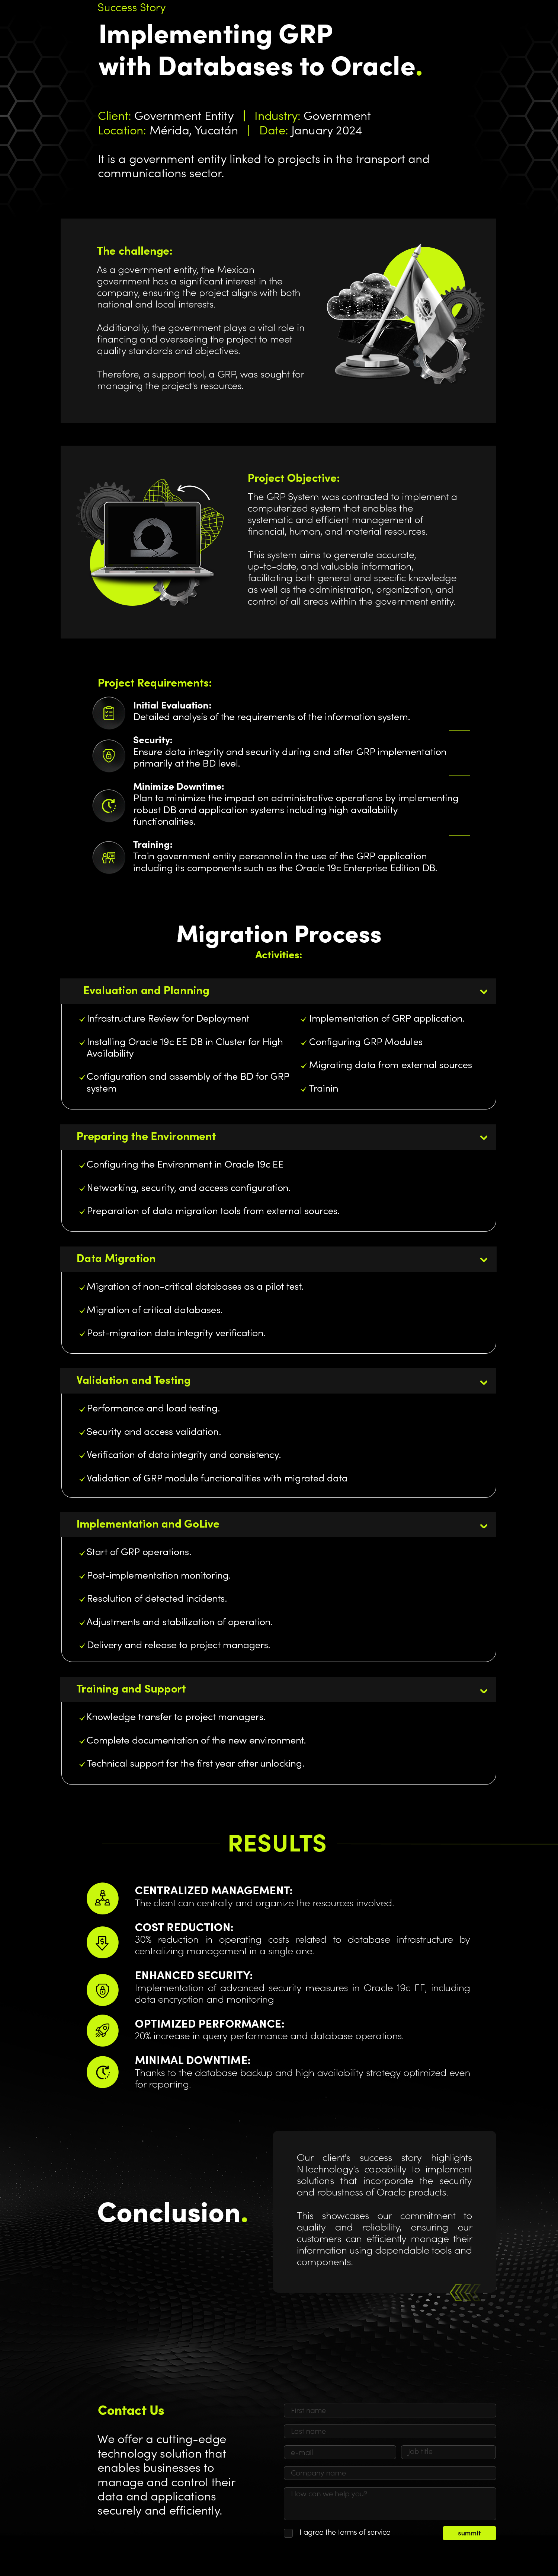 Success Story
Implementing GRP
with Databases to Oracle.
Client: Government Entity | Industry: Government
Location: Mérida, Yucatán | Date: January 2024
It is a government entity linked to projects in the transport and
communications sector.
The challenge:
As a government entity, the Mexican
government has a significant interest in the
company, ensuring the project aligns with both
national and local interests.
Additionally, the government plays a vital role in
financing and overseeing the project to meet
quality standards and objectives.
Therefore, a support tool, a GRP, was sought for
managing the project's resources.
Project Objective:
The GRP System was contracted to implement a
computerized system that enables the
systematic and efficient management of
financial, human, and material resources.
This system aims to generate accurate,
up-to-date, and valuable information,
facilitating both general and specific knowledge
as well as the administration, organization, and
control of all areas within the government entity.
Project Requirements:
Initial Evaluation:
Detailed analysis of the requirements of the information system.
Security:
Ensure data integrity and security during and after GRP implementation
primarily at the BD level.
Minimize Downtime:
Plan to minimize the impact on administrative operations by implementing
robust DB and application systems including high availability
functionalities.
Training:
Train government entity personnel in the use of the GRP application
including its components such as the Oracle 19c Enterprise Edition DB.
Migration Process
Activities:
Evaluation and Planning
Infrastructure Review for Deployment
Installing Oracle 19c EE DB in Cluster for High
Availability
Configuration and assembly of the BD for GRP
system
Implementation of GRP application.
Configuring GRP Modules
Migrating data from external sources
Trainin
Preparing the Environment
Configuring the Environment in Oracle 19c EE
Networking, security, and access configuration.
Preparation of data migration tools from external sources.
Data Migration
Migration of non-critical databases as a pilot test.
Migration of critical databases.
Post-migration data integrity verification.
Validation and Testing
Performance and load testing.
Security and access validation.
Verification of data integrity and consistency.
Validation of GRP module functionalities with migrated data
Implementation and GoLive
Start of GRP operations.
Post-implementation monitoring.
Resolution of detected incidents.
Adjustments and stabilization of operation.
Delivery and release to project managers.
Training and Support
Knowledge transfer to project managers.
Complete documentation of the new environment.
Technical support for the first year after unlocking.
RESULTS
CENTRALIZED MANAGEMENT:
The client can centrally and organize the resources involved.
COST REDUCTION:
30% reduction in operating costs related to database infrastructure by
centralizing management in a single one.
ENHANCED SECURITY:
Implementation of advanced security measures in Oracle 19c EE, including
data encryption and monitoring
OPTIMIZED PERFORMANCE:
20% increase in query performance and database operations.
MINIMAL DOWNTIME:
Thanks to the database backup and high availability strategy optimized even
for reporting.
Conclusion.
Our client's success story highlights
NTechnology's capability to implement
solutions that incorporate the security
and robustness of Oracle products.
This showcases our commitment to
quality and reliability, ensuring our
customers can efficiently manage their
information using dependable tools and
components.
Contact Us
We offer a cutting-edge
technology solution that
enables businesses to
manage and control their
data and applications
securely and efficiently.
First name
Last name
e-mail
Job title
Company name
How can we help you?
I agree the terms of service
summit